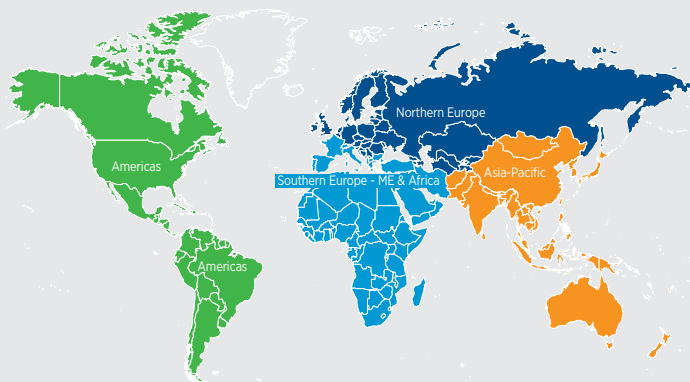 Northern Europe
Americas
Asia-Pacific
Southern Europe - ME & Africa
Americas